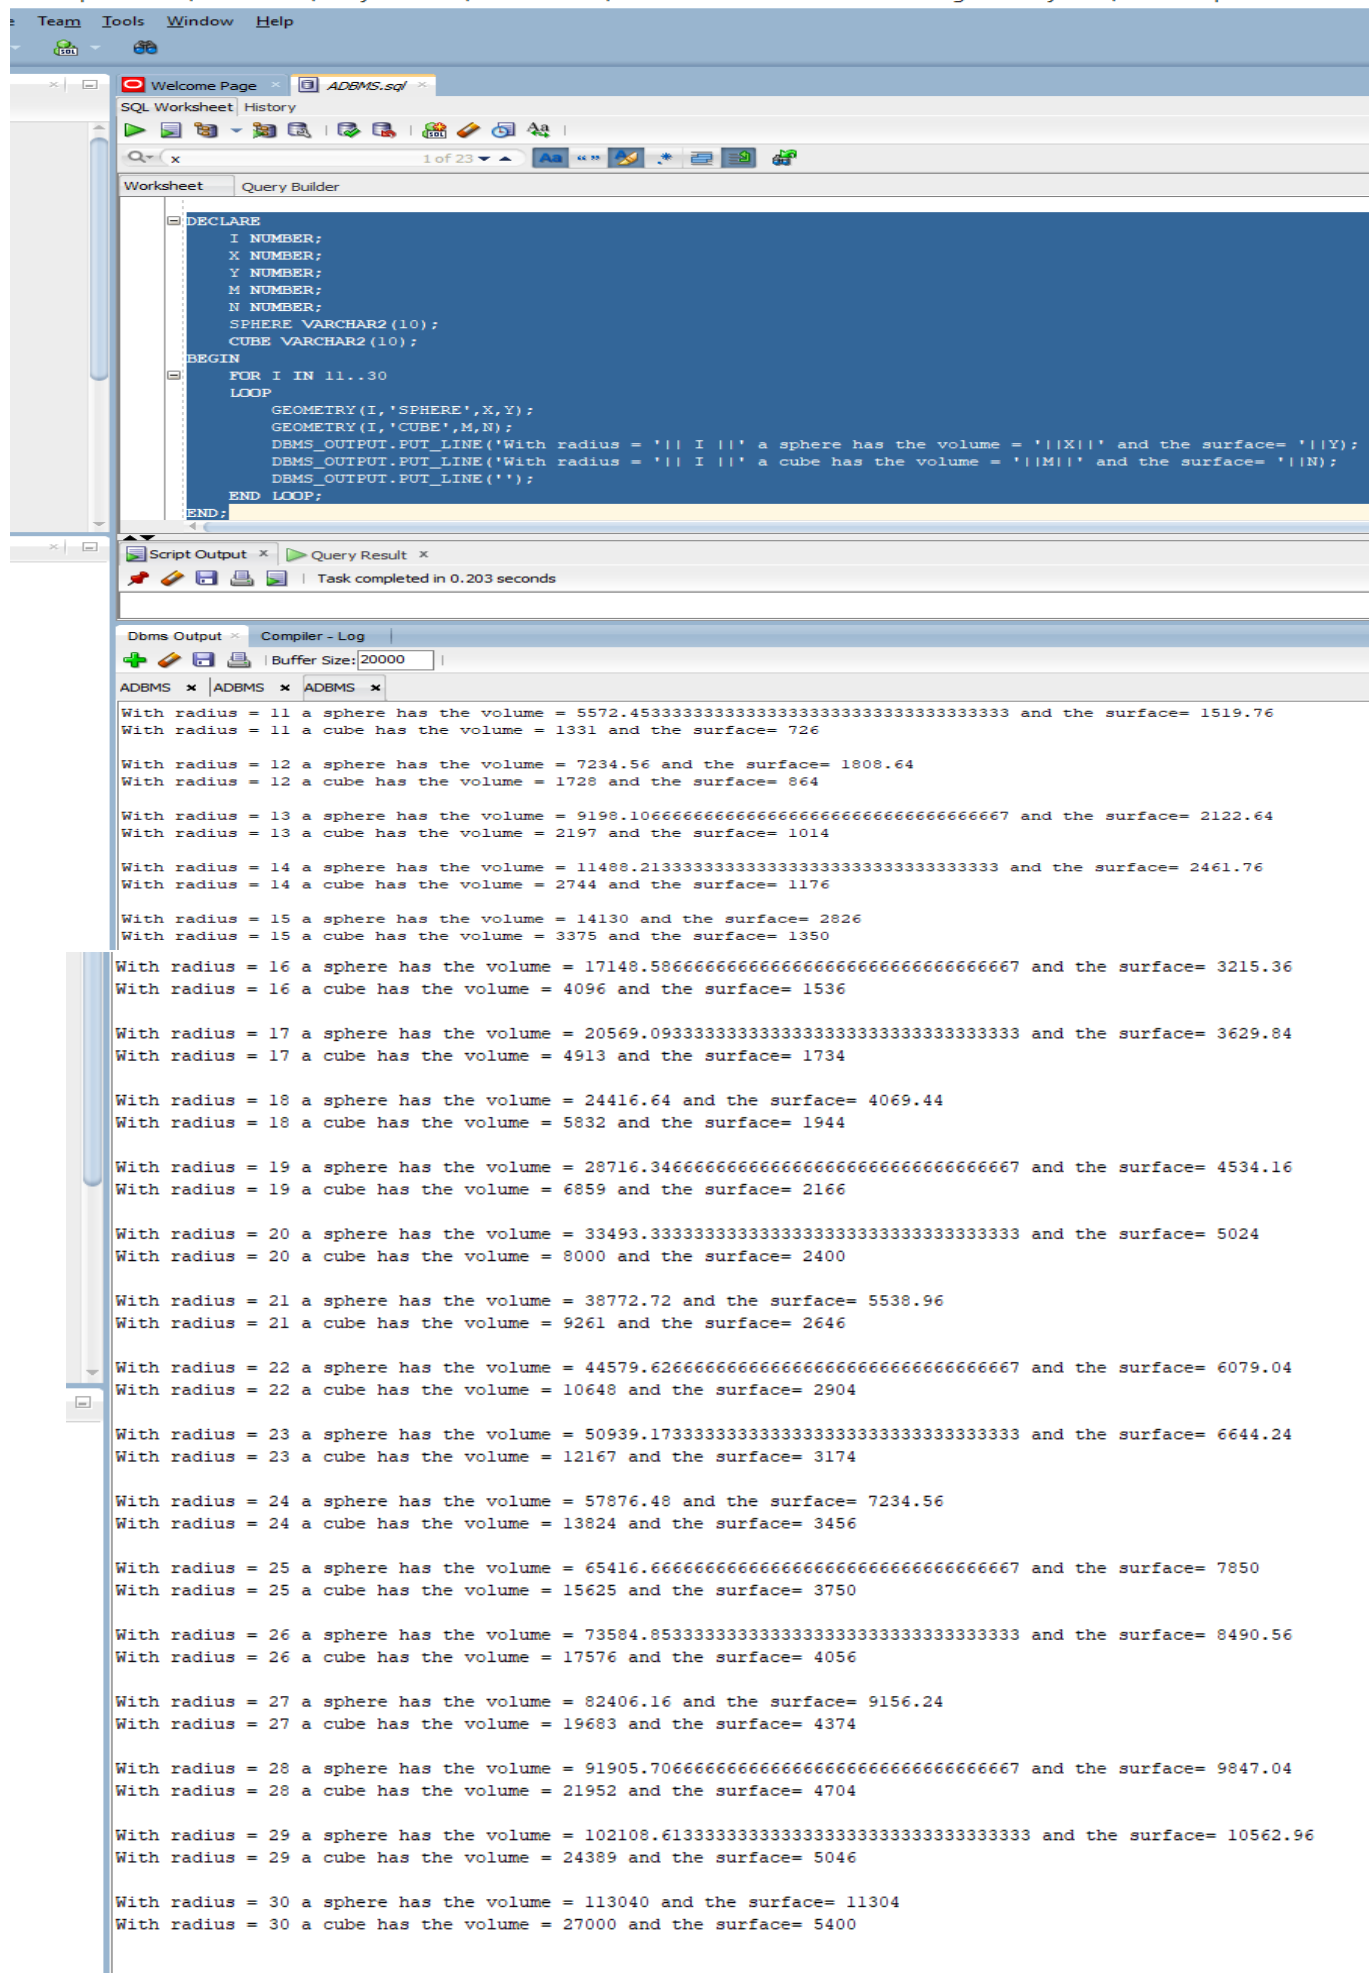 Team Tools Window Help
Welcome Page ADBMS.sql
SQL Worksheet History
x 1 of 23 Aa
Worksheet Query Builder
DECLARE
I NUMBER;
X NUMBER;
Y NUMBER;
M NUMBER;
N NUMBER;
SPHERE VARCHAR2(10);
CUBE VARCHAR2(10);
BEGIN
FOR I IN 11..30
LOOP
GEOMETRY(I,'SPHERE',X,Y);
GEOMETRY(I,'CUBE',M,N);
DBMS_OUTPUT.PUT_LINE('With radius = '|| I ||' a sphere has the volume = '||X||' and the surface= '||Y);
DBMS_OUTPUT.PUT_LINE('With radius = '|| I ||' a cube has the volume = '||M||' and the surface= '||N);
DBMS_OUTPUT.PUT_LINE('');
END LOOP;
END;
Script Output Query Result
Task completed in 0.203 seconds
Dbms Output Compiler - Log
Buffer Size: 20000
ADBMS ADBMS ADBMS
With radius = 11 a sphere has the volume = 5572.453333333333333333333333333333333333 and the surface= 1519.76
With radius = 11 a cube has the volume = 1331 and the surface= 726
With radius = 12 a sphere has the volume = 7234.56 and the surface= 1808.64
With radius = 12 a cube has the volume = 1728 and the surface= 864
With radius = 13 a sphere has the volume = 9198.106666666666666666666666666666666667 and the surface= 2122.64
With radius = 13 a cube has the volume = 2197 and the surface= 1014
With radius = 14 a sphere has the volume = 11488.21333333333333333333333333333333333 and the surface= 2461.76
With radius = 14 a cube has the volume = 2744 and the surface= 1176
With radius = 15 a sphere has the volume = 14130 and the surface= 2826
With radius = 15 a cube has the volume = 3375 and the surface= 1350
With radius = 16 a sphere has the volume = 17148.58666666666666666666666666666666667 and the surface= 3215.36
With radius = 16 a cube has the volume = 4096 and the surface= 1536
With radius = 17 a sphere has the volume = 20569.09333333333333333333333333333333333 and the surface= 3629.84
With radius = 17 a cube has the volume = 4913 and the surface= 1734
With radius = 18 a sphere has the volume = 24416.64 and the surface= 4069.44
With radius = 18 a cube has the volume = 5832 and the surface= 1944
With radius = 19 a sphere has the volume = 28716.34666666666666666666666666666666667 and the surface= 4534.16
With radius = 19 a cube has the volume = 6859 and the surface= 2166
With radius = 20 a sphere has the volume = 33493.33333333333333333333333333333333333 and the surface= 5024
With radius = 20 a cube has the volume = 8000 and the surface= 2400
With radius = 21 a sphere has the volume = 38772.72 and the surface= 5538.96
With radius = 21 a cube has the volume = 9261 and the surface= 2646
With radius = 22 a sphere has the volume = 44579.62666666666666666666666666666666667 and the surface= 6079.04
With radius = 22 a cube has the volume = 10648 and the surface= 2904
With radius = 23 a sphere has the volume = 50939.17333333333333333333333333333333333 and the surface= 6644.24
With radius = 23 a cube has the volume = 12167 and the surface= 3174
With radius = 24 a sphere has the volume = 57876.48 and the surface= 7234.56
With radius = 24 a cube has the volume = 13824 and the surface= 3456
With radius = 25 a sphere has the volume = 65416.66666666666666666666666666666666667 and the surface= 7850
With radius = 25 a cube has the volume = 15625 and the surface= 3750
With radius = 26 a sphere has the volume = 73584.85333333333333333333333333333333333 and the surface= 8490.56
With radius = 26 a cube has the volume = 17576 and the surface= 4056
With radius = 27 a sphere has the volume = 82406.16 and the surface= 9156.24
With radius = 27 a cube has the volume = 19683 and the surface= 4374
With radius = 28 a sphere has the volume = 91905.70666666666666666666666666666666667 and the surface= 9847.04
With radius = 28 a cube has the volume = 21952 and the surface= 4704
With radius = 29 a sphere has the volume = 102108.6133333333333333333333333333333333 and the surface= 10562.96
With radius = 29 a cube has the volume = 24389 and the surface= 5046
With radius = 30 a sphere has the volume = 113040 and the surface= 11304
With radius = 30 a cube has the volume = 27000 and the surface= 5400